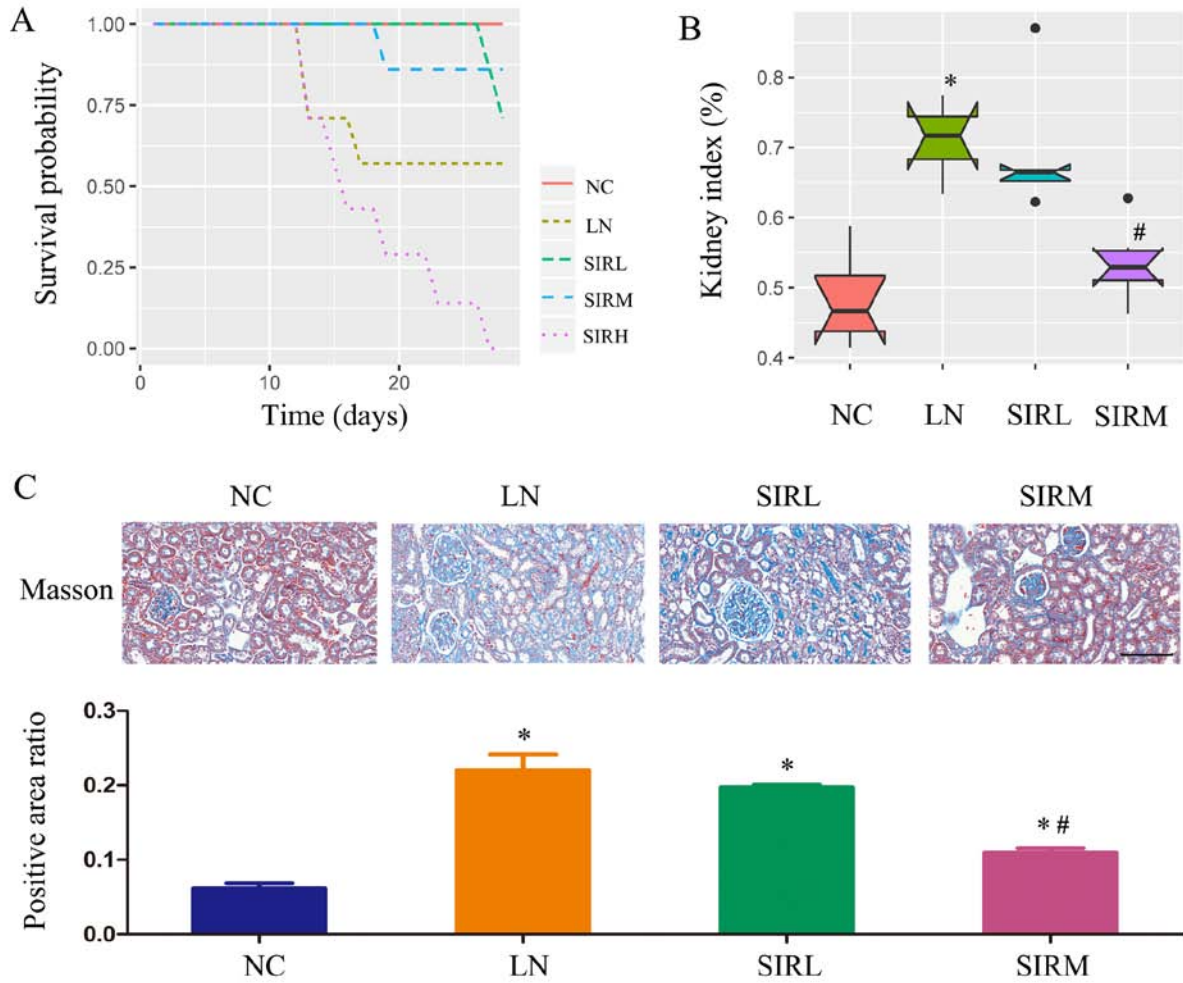 A
Survival probability
1.00
0.75
0.50
0.25
0.00
0
10
20
Time (days)
NC
LN
SIRL
SIRM
SIRH
B
Kidney index (%)
0.8
0.7
0.6
0.5
0.4
*
#
NC
LN
SIRL
SIRM
C
NC
LN
SIRL
SIRM
Masson
Positive area ratio
0.3
0.2
0.1
0.0
*
*
* #
NC
LN
SIRL
SIRM